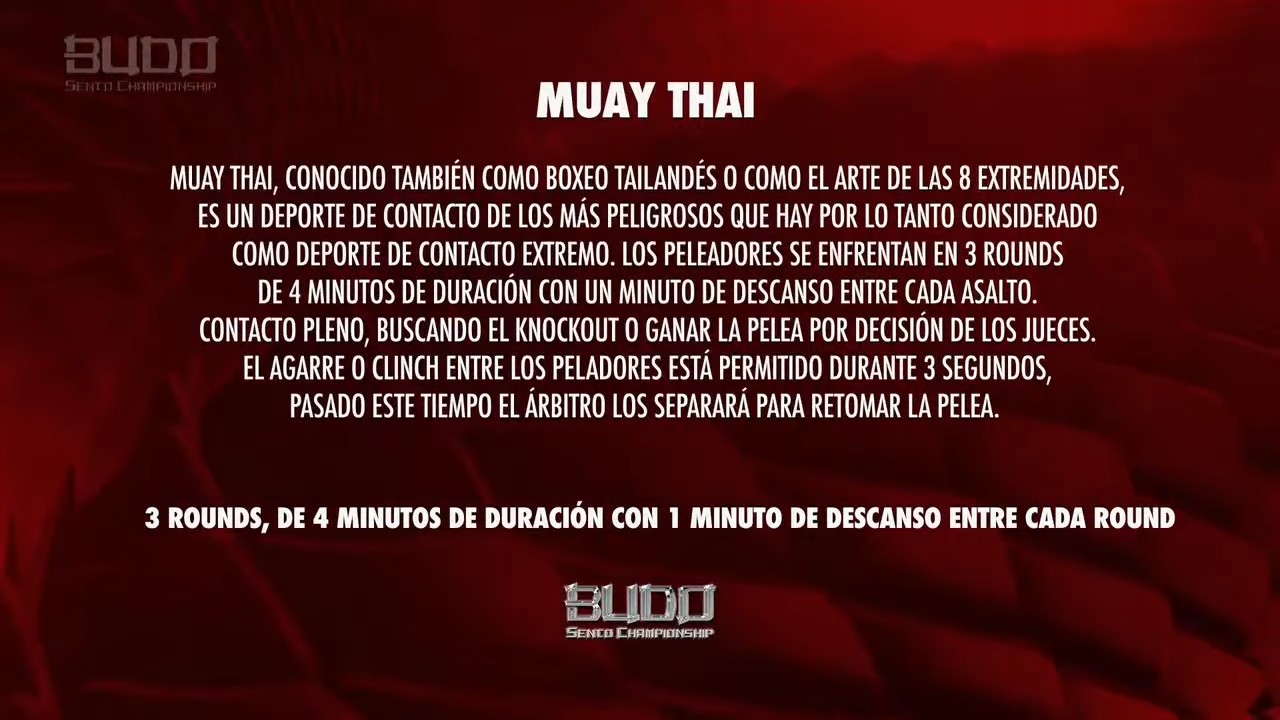 BUDO
SENTO CHAMPIONSHIP
MUAY THAI
MUAY THAI, CONOCIDO TAMBIÉN COMO BOXEO TAILANDÉS O COMO EL ARTE DE LAS 8 EXTREMIDADES,
ES UN DEPORTE DE CONTACTO DE LOS MÁS PELIGROSOS QUE HAY POR LO TANTO CONSIDERADO
COMO DEPORTE DE CONTACTO EXTREMO. LOS PELEADORES SE ENFRENTAN EN 3 ROUNDS
DE 4 MINUTOS DE DURACIÓN CON UN MINUTO DE DESCANSO ENTRE CADA ASALTO.
CONTACTO PLENO, BUSCANDO EL KNOCKOUT O GANAR LA PELEA POR DECISIÓN DE LOS JUECES.
EL AGARRE O CLINCH ENTRE LOS PELADORES ESTÁ PERMITIDO DURANTE 3 SEGUNDOS,
PASADO ESTE TIEMPO EL ÁRBITRO LOS SEPARARÁ PARA RETOMAR LA PELEA.
3 ROUNDS, DE 4 MINUTOS DE DURACIÓN CON 1 MINUTO DE DESCANSO ENTRE CADA ROUND
BUDO
SENTO CHAMPIONSHIP